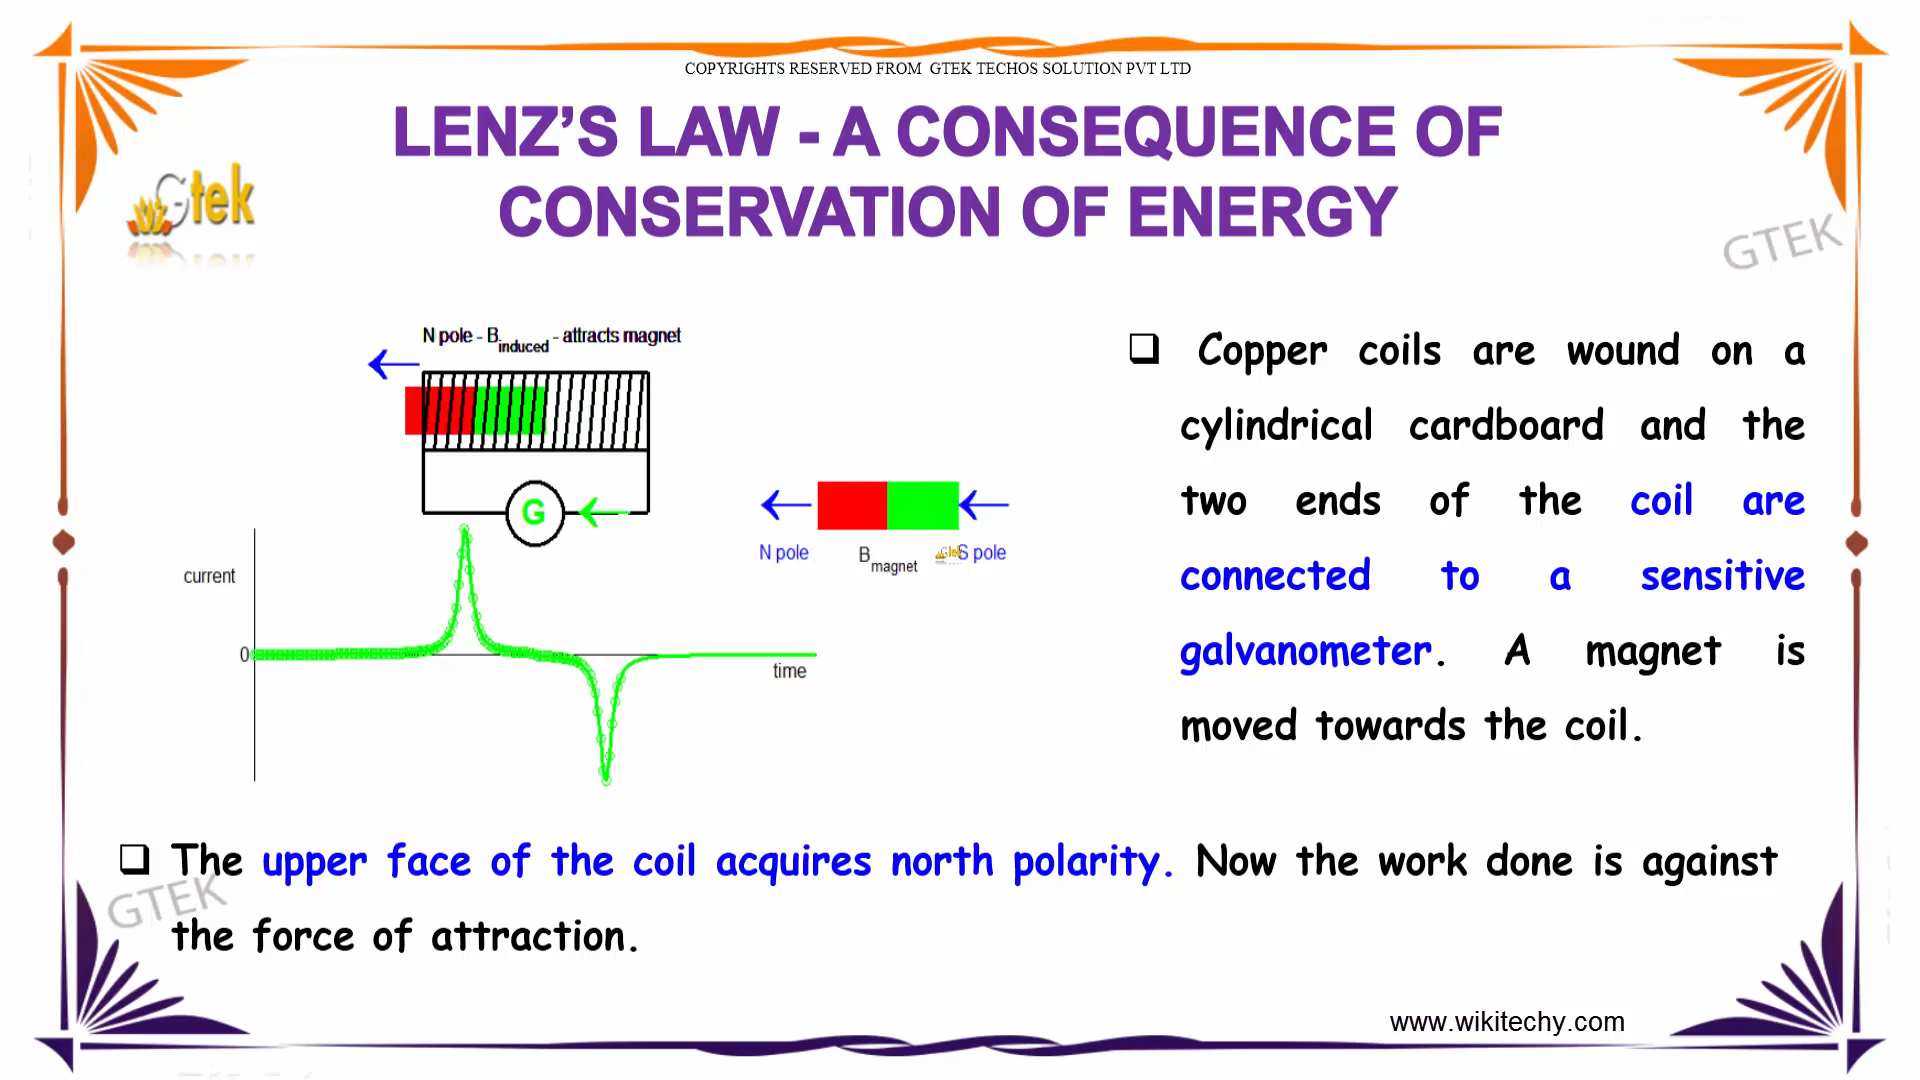 COPYRIGHTS RESERVED FROM GTEK TECHOS SOLUTION PVT LTD
LENZ’S LAW - A CONSEQUENCE OF
CONSERVATION OF ENERGY
Gtek
GTEK
N pole - B induced - attracts magnet
G
N pole
B magnet
S pole
current
0
time
❑ Copper coils are wound on a
cylindrical cardboard and the
two ends of the coil are
connected to a sensitive
galvanometer. A magnet is
moved towards the coil.
❑ The upper face of the coil acquires north polarity. Now the work done is against
the force of attraction.
GTEK
www.wikitechy.com